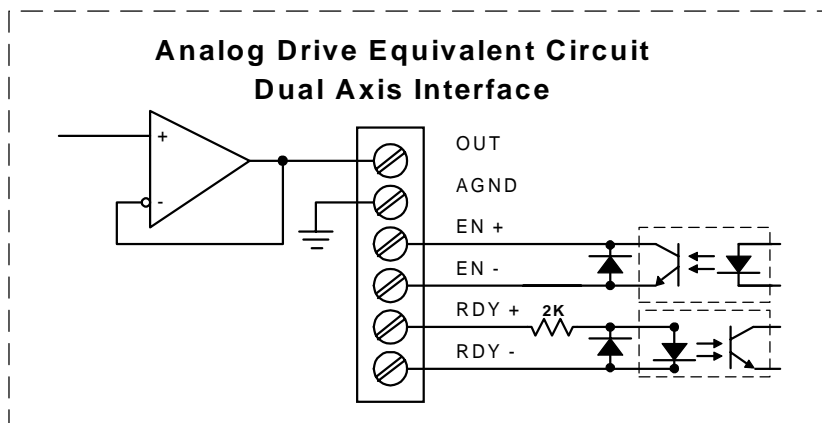 Analog Drive Equivalent Circuit
Dual Axis Interface
+
-
OUT
AGND
EN +
EN -
RDY +
2K
RDY -